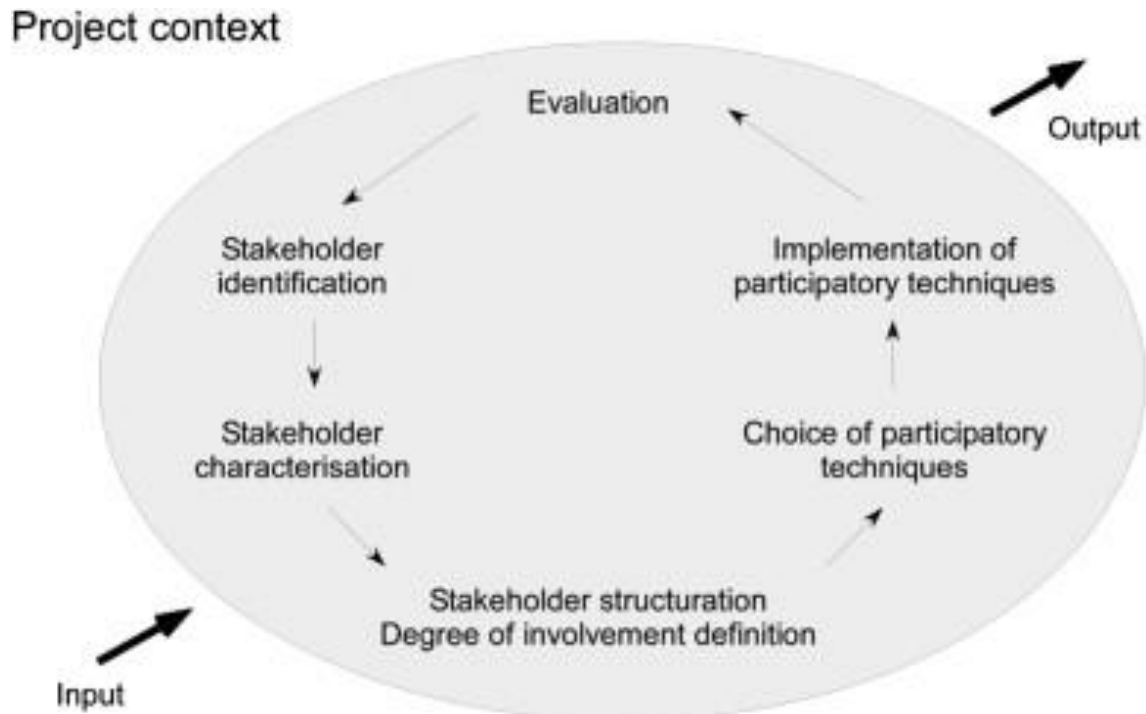 Project context
Evaluation
Output
Stakeholder
identification
Implementation of
participatory techniques
Stakeholder
characterisation
Choice of participatory
techniques
Stakeholder structuration
Degree of involvement definition
Input